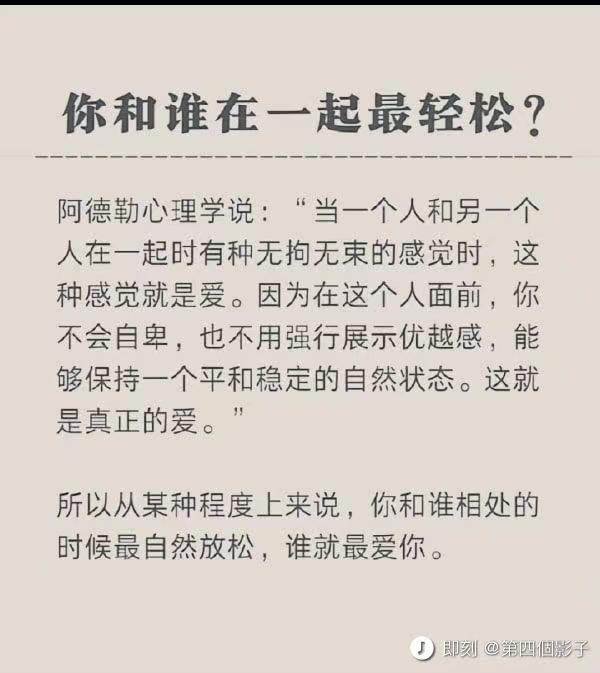 你和谁在一起最轻松？
阿德勒心理学说：“当一个人和另一个
人在一起时有种无拘无束的感觉时，这
种感觉就是爱。因为在这个人面前，你
不会自卑，也不用强行展示优越感，能
够保持一个平和稳定的自然状态。这就
是真正的爱。”
所以从某种程度上来说，你和谁相处的
时候最自然放松，谁就最爱你。
即刻 @第四個影子